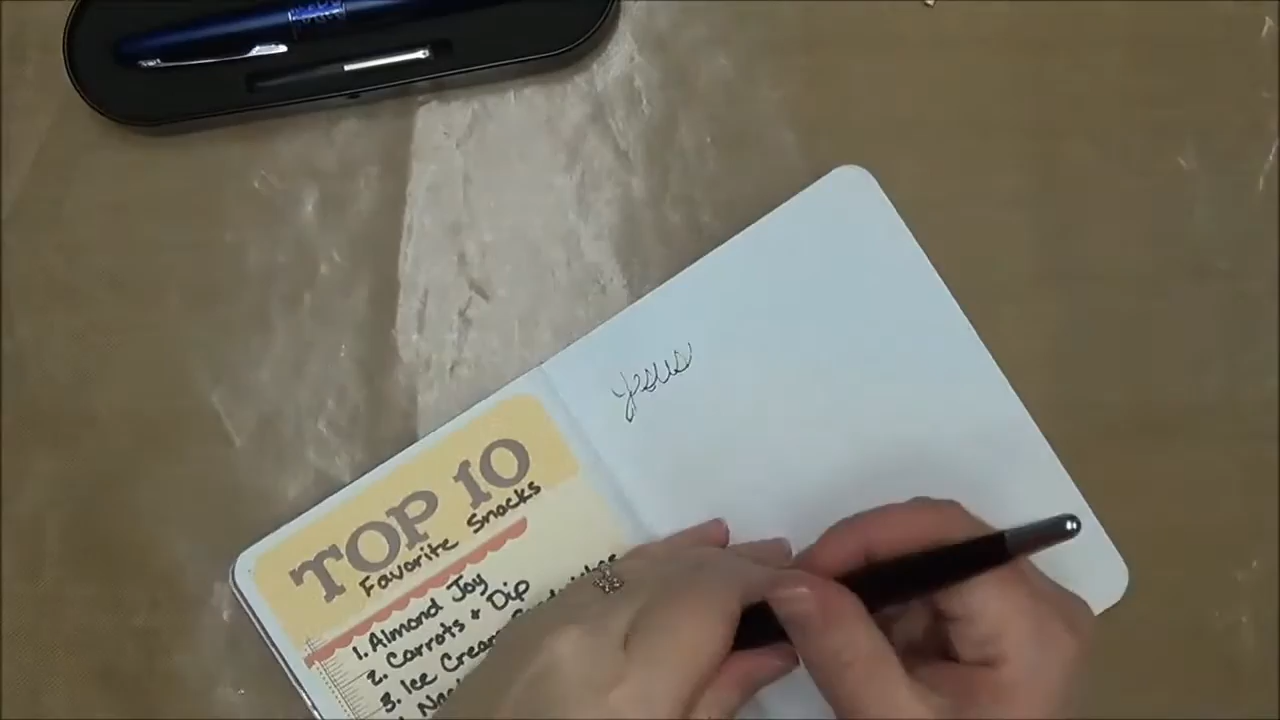 TOP 10
Favorite Snacks
1. Almond Joy
2. Carrots + Dip
3. Ice Cream
Jesus